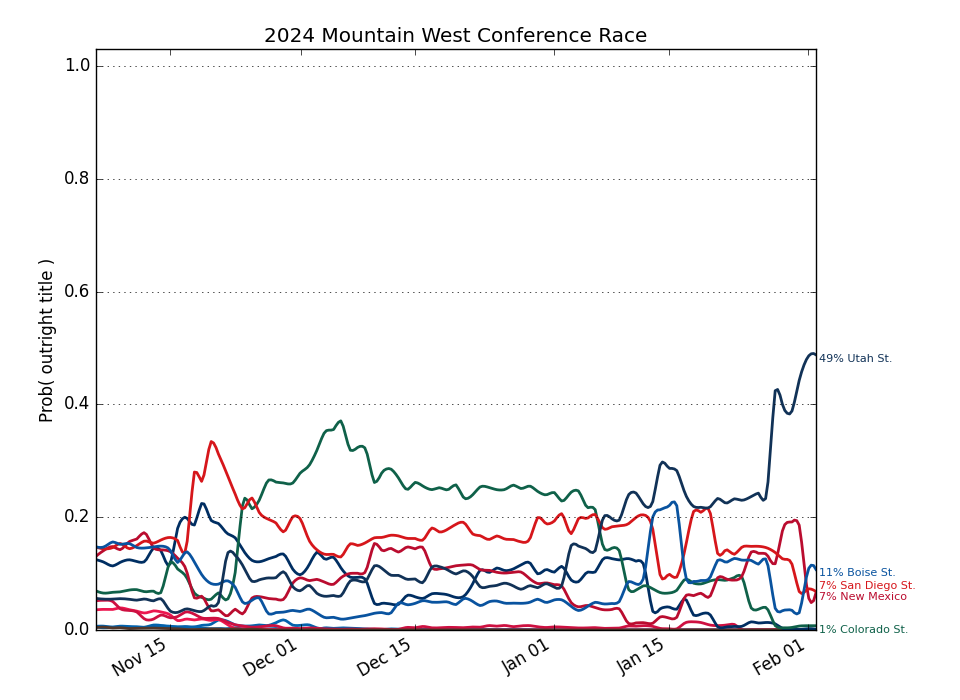 2024 Mountain West Conference Race
Prob( outright title )
1.0
0.8
0.6
0.4
0.2
0.0
Nov 15
Dec 01
Dec 15
Jan 01
Jan 15
Feb 01
49% Utah St.
11% Boise St.
7% San Diego St.
7% New Mexico
1% Colorado St.